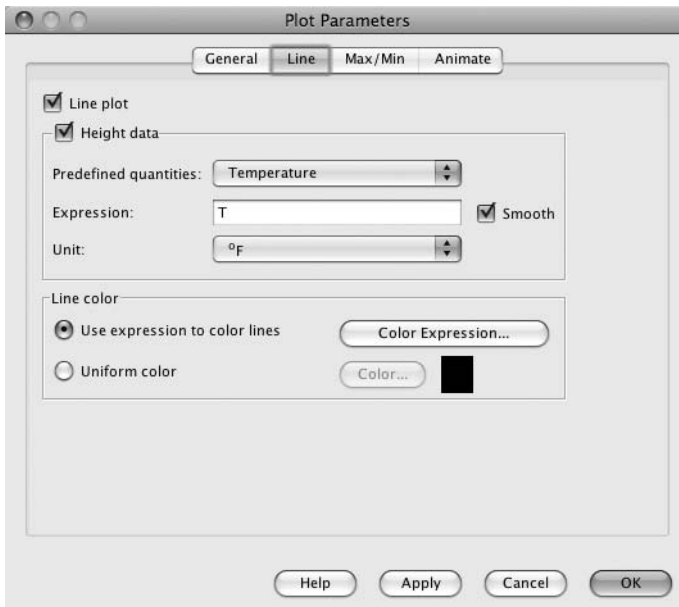 Plot Parameters
General Line Max/Min Animate
Line plot
Height data
Predefined quantities: Temperature
Expression: T Smooth
Unit: ºF
Line color
Use expression to color lines Color Expression...
Uniform color Color...
Help Apply Cancel OK